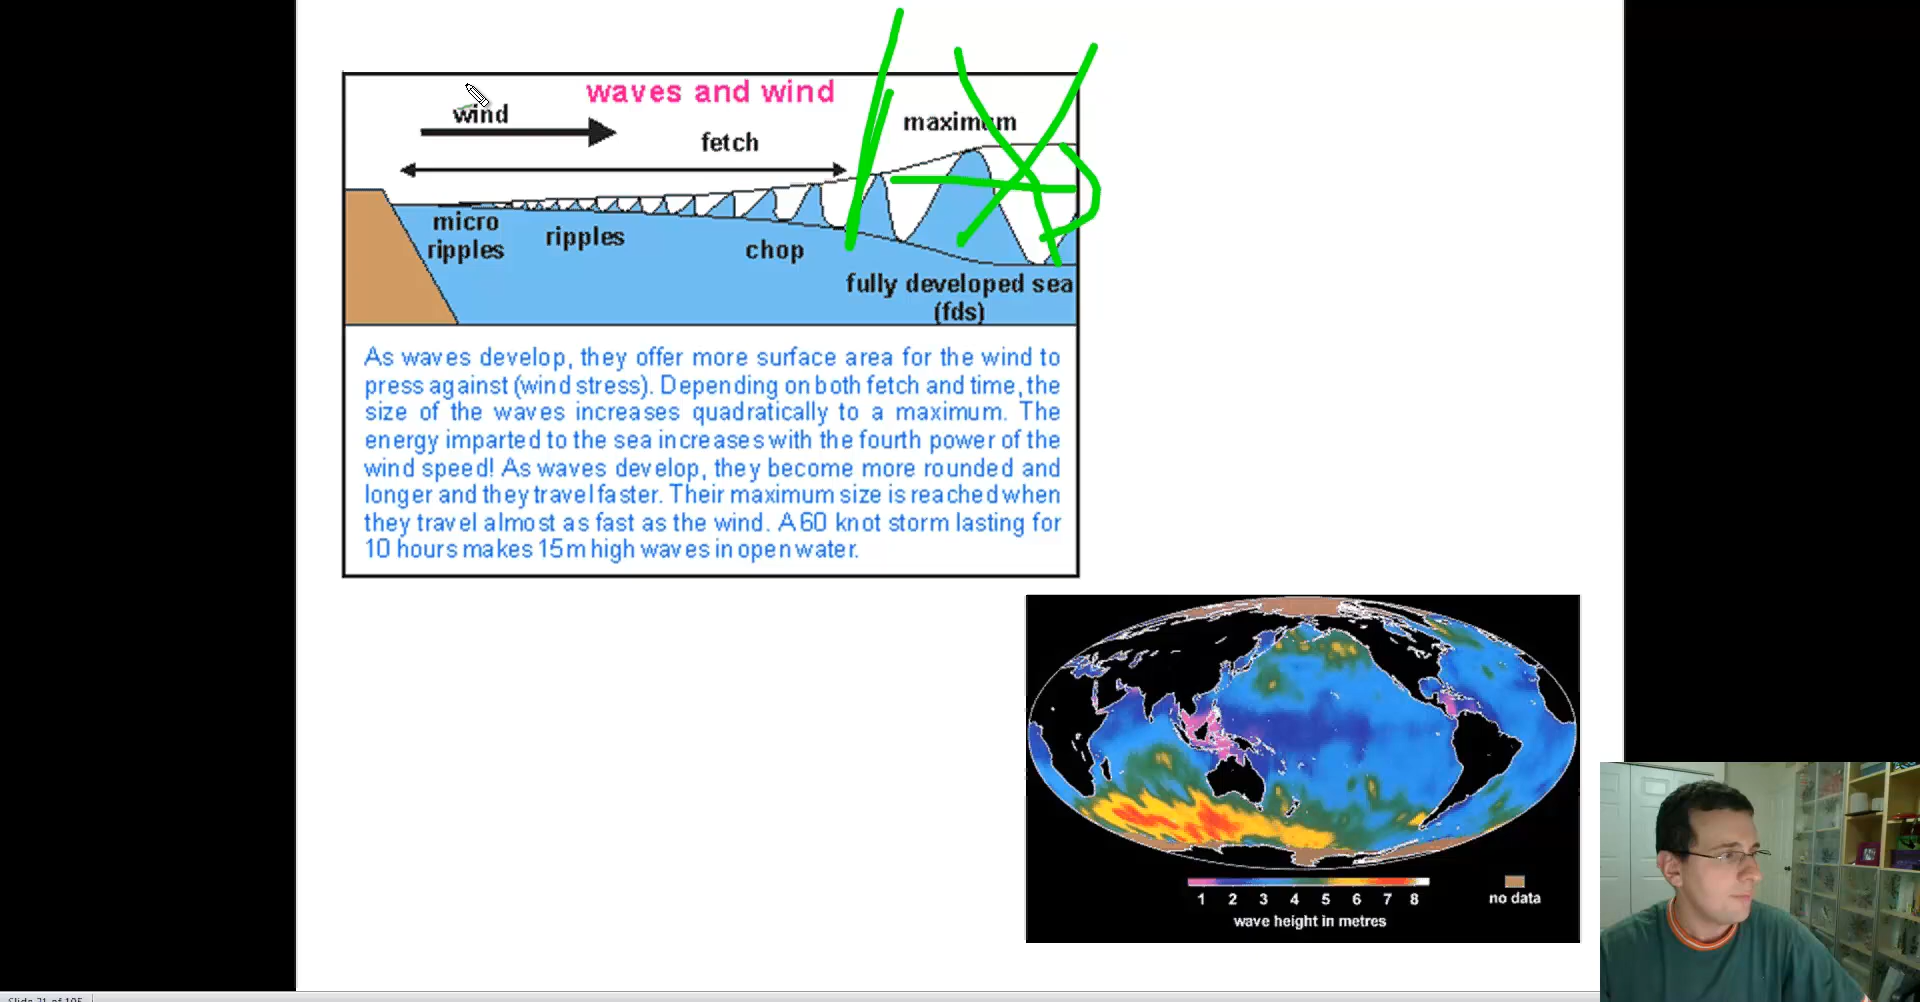 waves and wind
wind
fetch
maximum
micro
ripples
ripples
chop
fully developed sea
(fds)
As waves develop, they offer more surface area for the wind to
press against (wind stress). Depending on both fetch and time, the
size of the waves increases quadratically to a maximum. The
energy imparted to the sea increases with the fourth power of the
wind speed! As waves develop, they become more rounded and
longer and they travel faster. Their maximum size is reached when
they travel almost as fast as the wind. A 60 knot storm lasting for
10 hours makes 15m high waves in open water.
1 2 3 4 5 6 7 8
no data
wave height in metres
Slide 21 of 105